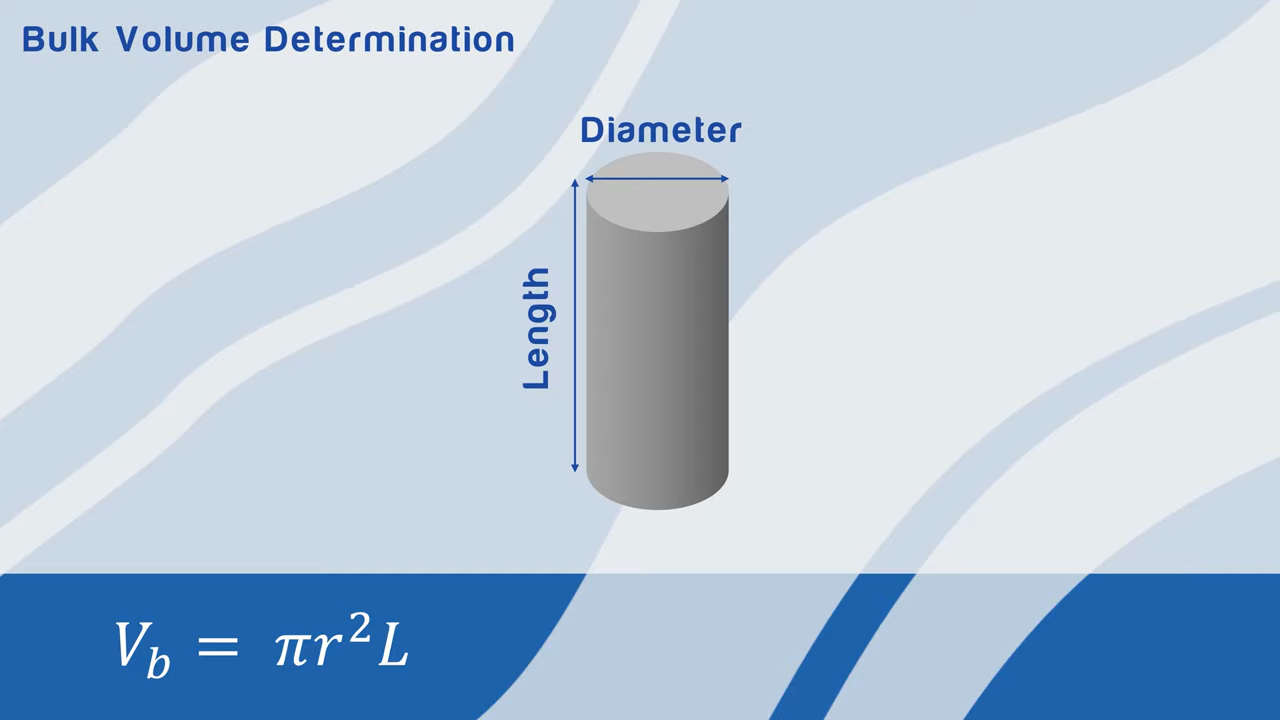 Bulk Volume Determination
Diameter
Length
V_b = πr²L